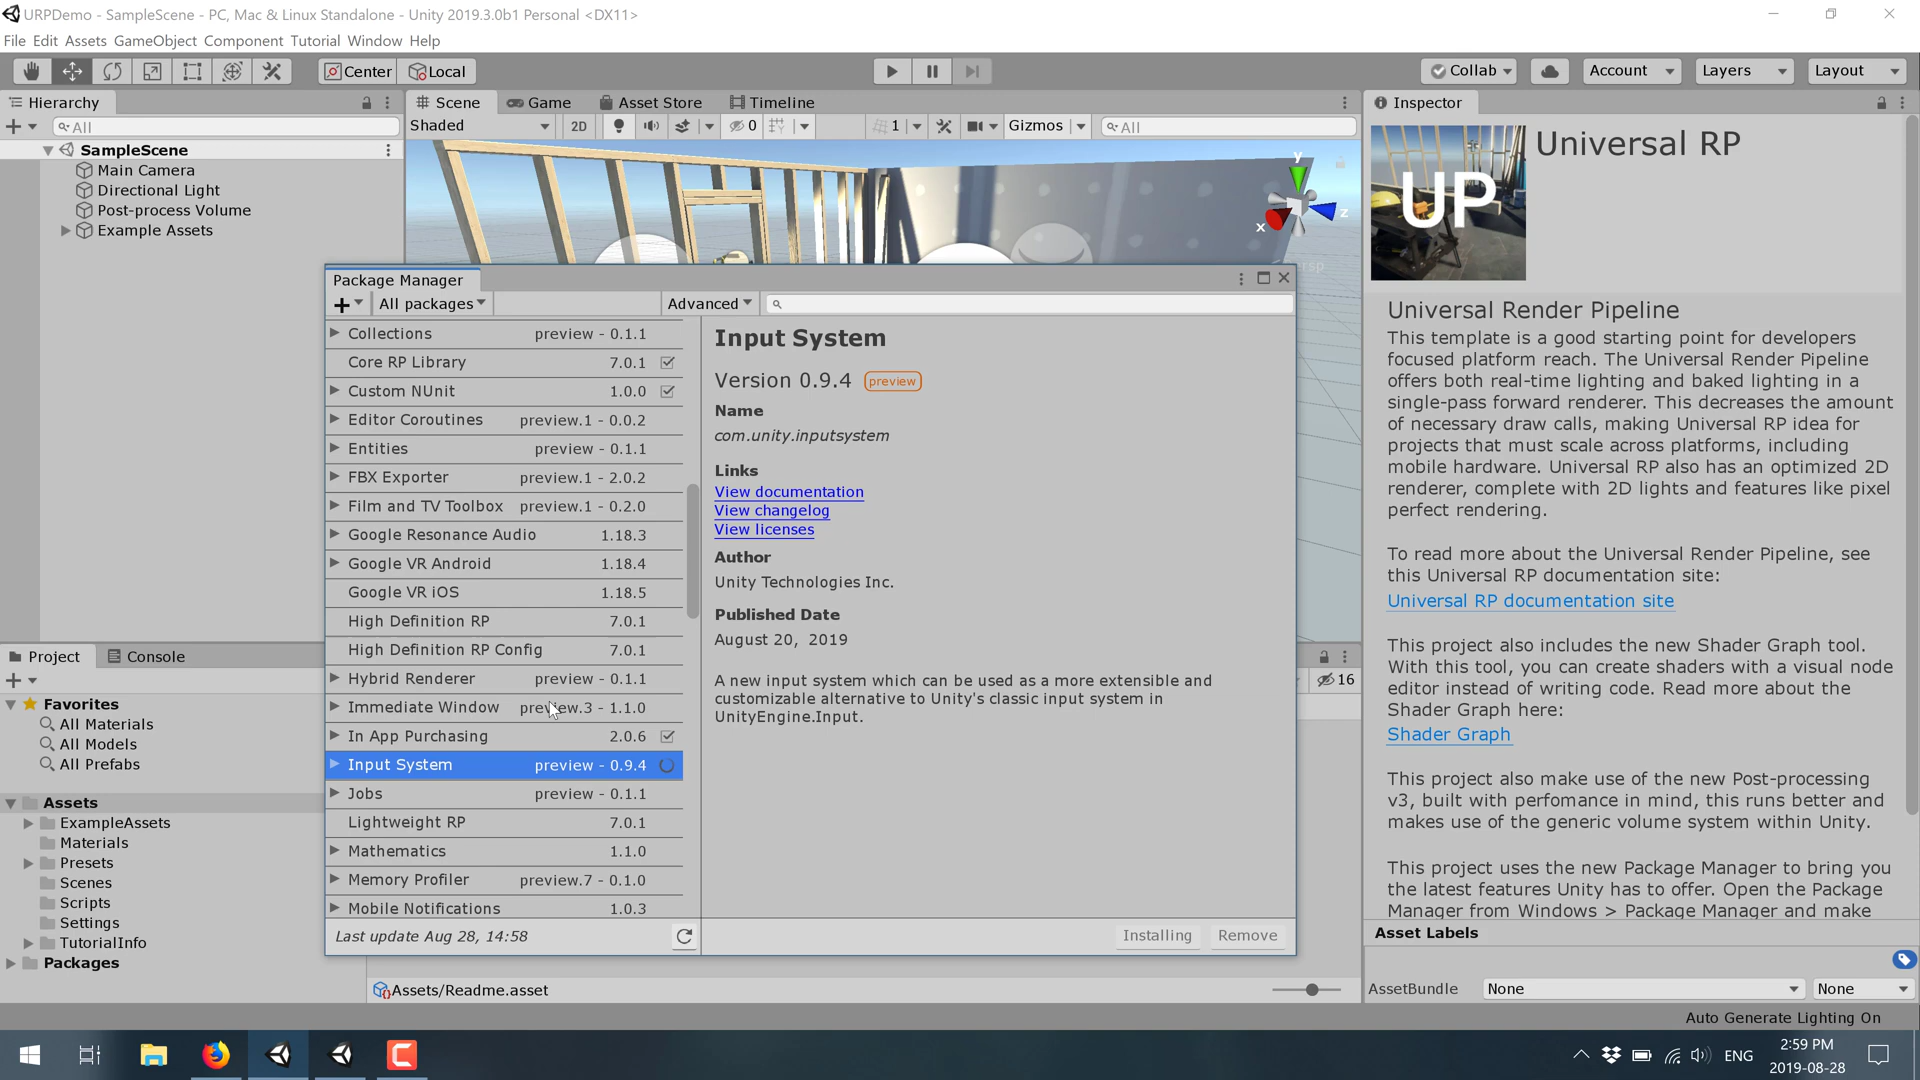 URPDemo - SampleScene - PC, Mac & Linux Standalone - Unity 2019.3.0b1 Personal <DX11>
File Edit Assets GameObject Component Tutorial Window Help
Center Local Collab Account Layers Layout
Hierarchy Scene Game Asset Store Timeline Inspector
All Shaded 2D 0 1 Gizmos All
SampleScene
Main Camera
Directional Light
Post-process Volume
Example Assets
y
x z
Universal RP
UP
Package Manager
All packages Advanced
Collections preview - 0.1.1
Core RP Library 7.0.1
Custom NUnit 1.0.0
Editor Coroutines preview.1 - 0.0.2
Entities preview - 0.1.1
FBX Exporter preview.1 - 2.0.2
Film and TV Toolbox preview.1 - 0.2.0
Google Resonance Audio 1.18.3
Google VR Android 1.18.4
Google VR iOS 1.18.5
High Definition RP 7.0.1
High Definition RP Config 7.0.1
Hybrid Renderer preview - 0.1.1
Immediate Window preview.3 - 1.1.0
In App Purchasing 2.0.6
Input System preview - 0.9.4
Jobs preview - 0.1.1
Lightweight RP 7.0.1
Mathematics 1.1.0
Memory Profiler preview.7 - 0.1.0
Mobile Notifications 1.0.3
Last update Aug 28, 14:58
Input System
Version 0.9.4 preview
Name
com.unity.inputsystem
Links
View documentation
View changelog
View licenses
Author
Unity Technologies Inc.
Published Date
August 20, 2019
A new input system which can be used as a more extensible and
customizable alternative to Unity's classic input system in
UnityEngine.Input.
Installing Remove
Universal Render Pipeline
This template is a good starting point for developers
focused platform reach. The Universal Render Pipeline
offers both real-time lighting and baked lighting in a
single-pass forward renderer. This decreases the amount
of necessary draw calls, making Universal RP idea for
projects that must scale across platforms, including
mobile hardware. Universal RP also has an optimized 2D
renderer, complete with 2D lights and features like pixel
perfect rendering.
To read more about the Universal Render Pipeline, see
this Universal RP documentation site:
Universal RP documentation site
This project also includes the new Shader Graph tool.
With this tool, you can create shaders with a visual node
editor instead of writing code. Read more about the
Shader Graph here:
Shader Graph
This project also make use of the new Post-processing
v3, built with perfomance in mind, this runs better and
makes use of the generic volume system within Unity.
This project uses the new Package Manager to bring you
the latest features Unity has to offer. Open the Package
Manager from Windows > Package Manager and make
Asset Labels
AssetBundle None None
Auto Generate Lighting On
Project Console
16
Favorites
All Materials
All Models
All Prefabs
Assets
ExampleAssets
Materials
Presets
Scenes
Scripts
Settings
TutorialInfo
Packages
Assets/Readme.asset
ENG
2:59 PM
2019-08-28